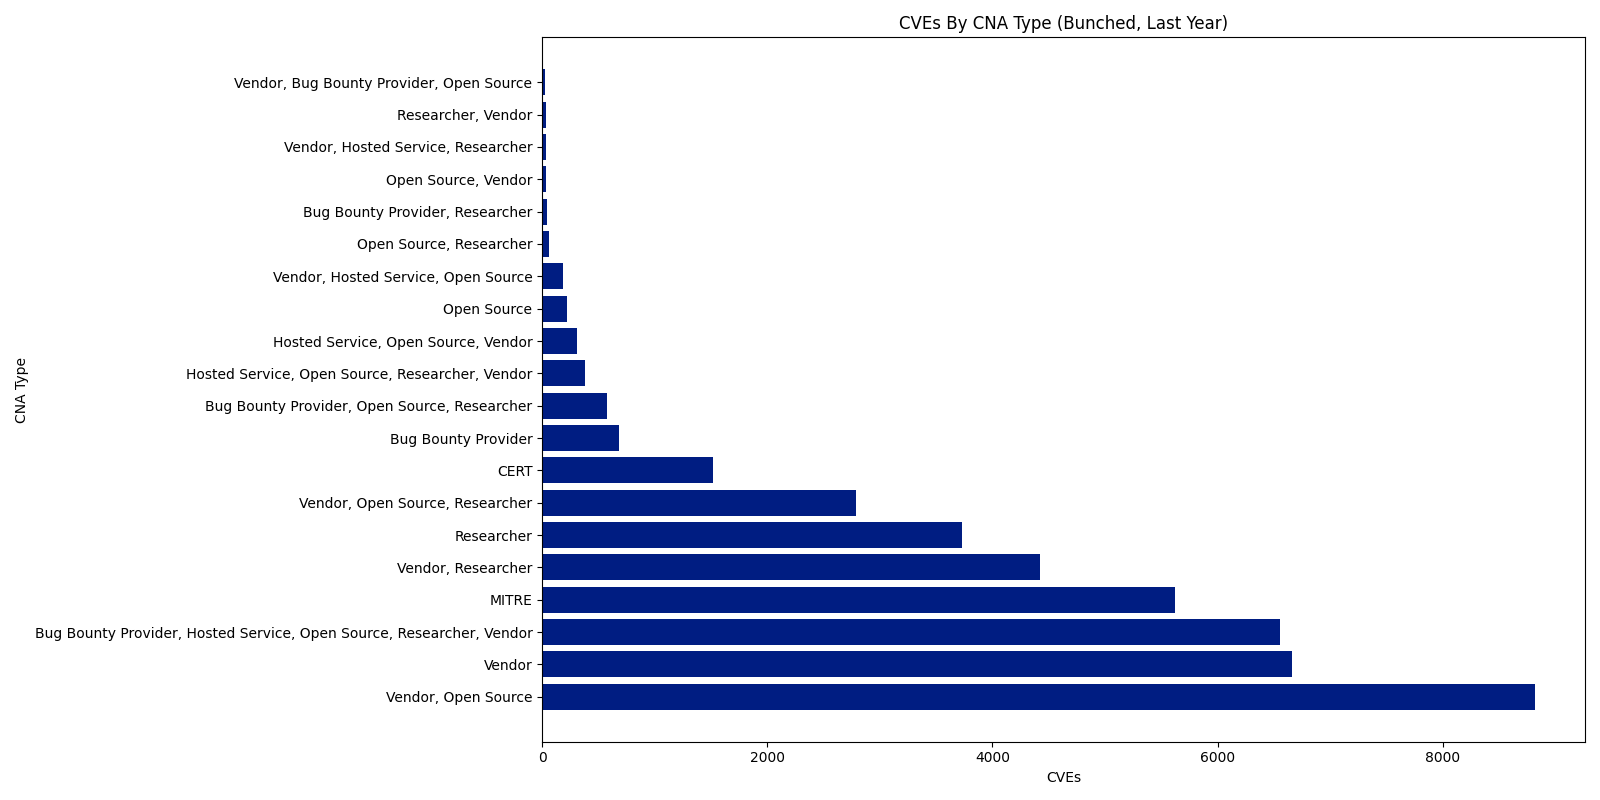 CVEs By CNA Type (Bunched, Last Year)
Vendor, Bug Bounty Provider, Open Source
Researcher, Vendor
Vendor, Hosted Service, Researcher
Open Source, Vendor
Bug Bounty Provider, Researcher
Open Source, Researcher
Vendor, Hosted Service, Open Source
Open Source
Hosted Service, Open Source, Vendor
Hosted Service, Open Source, Researcher, Vendor
Bug Bounty Provider, Open Source, Researcher
Bug Bounty Provider
CERT
Vendor, Open Source, Researcher
Researcher
Vendor, Researcher
MITRE
Bug Bounty Provider, Hosted Service, Open Source, Researcher, Vendor
Vendor
Vendor, Open Source
CNA Type
0 2000 4000 6000 8000
CVEs